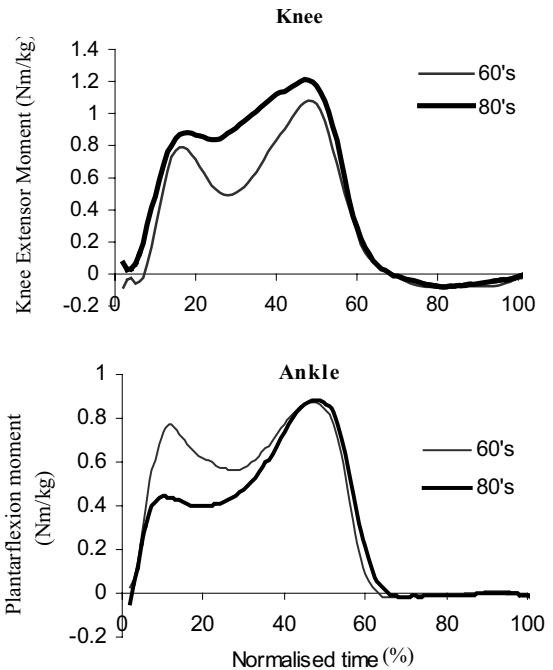 Knee
Knee Extensor Moment (Nm/kg)
1.4
1.2
1
0.8
0.6
0.4
0.2
0
-0.2
60's
80's
0 20 40 60 80 100
Ankle
Plantarflexion moment
(Nm/kg)
1
0.8
0.6
0.4
0.2
0
-0.2
60's
80's
0 20 40 60 80 100
Normalised time (%)